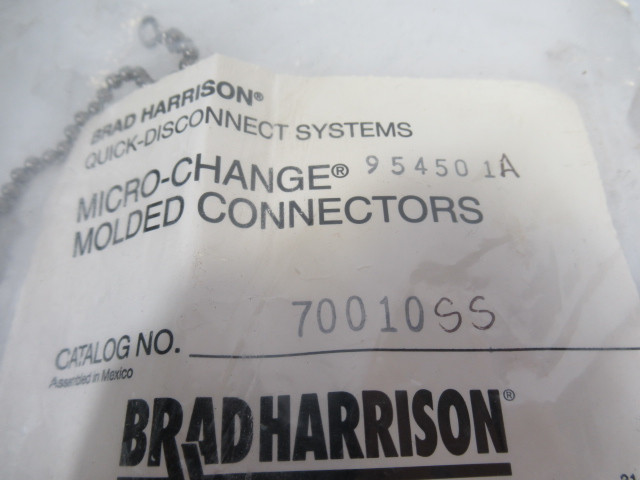 BRAD HARRISON®
QUICK-DISCONNECT SYSTEMS
MICRO-CHANGE® 954501A
MOLDED CONNECTORS
70010SS
CATALOG NO.
Assembled in Mexico
BRADHARRISON®